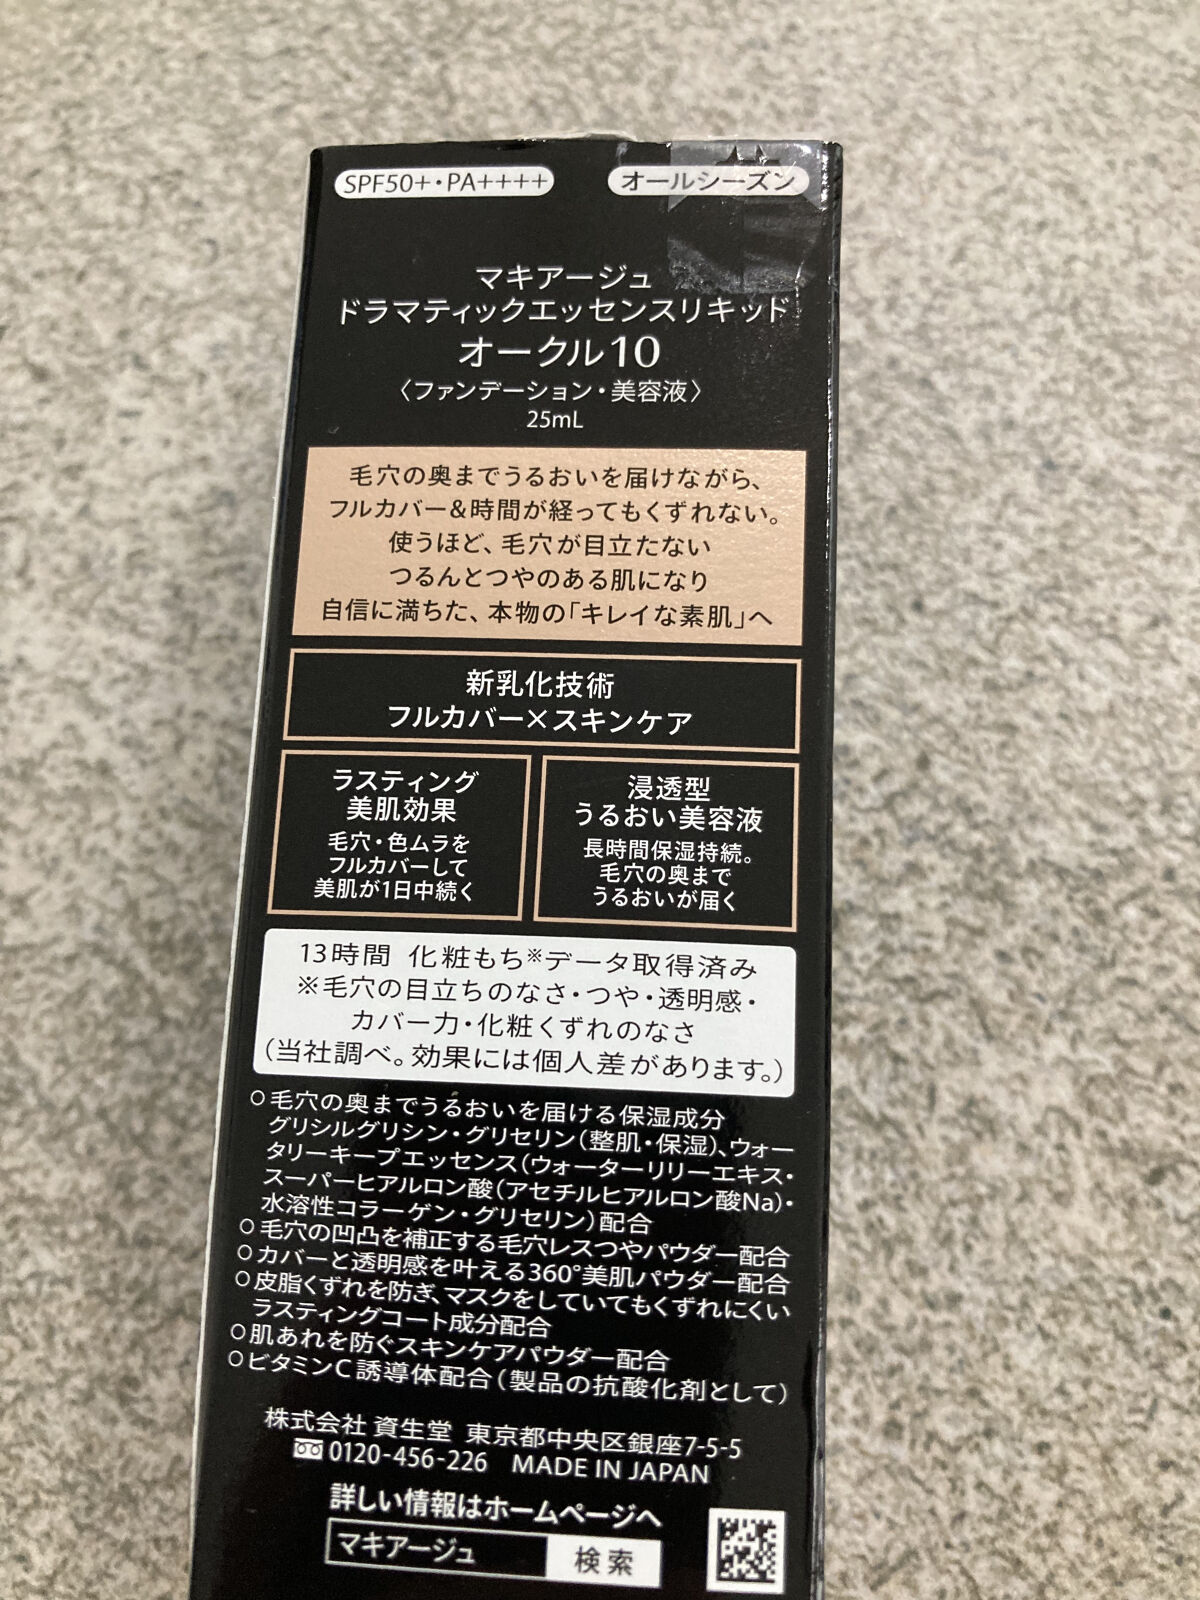 SPF50+・PA++++
オールシーズン
マキアージュ
ドラマティックエッセンスリキッド
オークル10
〈ファンデーション・美容液〉
25mL
毛穴の奥までうるおいを届けながら、
フルカバー&時間が経ってもくずれない。
使うほど、毛穴が目立たない
つるんとつやのある肌になり
自信に満ちた、本物の「キレイな素肌」へ
新乳化技術
フルカバー×スキンケア
ラスティング
美肌効果
毛穴・色ムラを
フルカバーして
美肌が1日中続く
浸透型
うるおい美容液
長時間保湿持続。
毛穴の奥まで
うるおいが届く
13時間 化粧もち※データ取得済み
※毛穴の目立ちのなさ・つや・透明感・
カバー力・化粧くずれのなさ
(当社調べ。効果には個人差があります。)
○毛穴の奥までうるおいを届ける保湿成分
グリシルグリシン・グリセリン(整肌・保湿)、ウォー
タリーキープエッセンス(ウォーターリリーエキス・
スーパーヒアルロン酸(アセチルヒアルロン酸Na)・
水溶性コラーゲン・グリセリン)配合
○毛穴の凹凸を補正する毛穴レスつやパウダー配合
○カバーと透明感を叶える360°美肌パウダー配合
○皮脂くずれを防ぎ、マスクをしていてもくずれにくい
ラスティングコート成分配合
○肌あれを防ぐスキンケアパウダー配合
○ビタミンC誘導体配合(製品の抗酸化剤として)
株式会社 資生堂 東京都中央区銀座7-5-5
0120-456-226 MADE IN JAPAN
詳しい情報はホームページへ
マキアージュ 検索